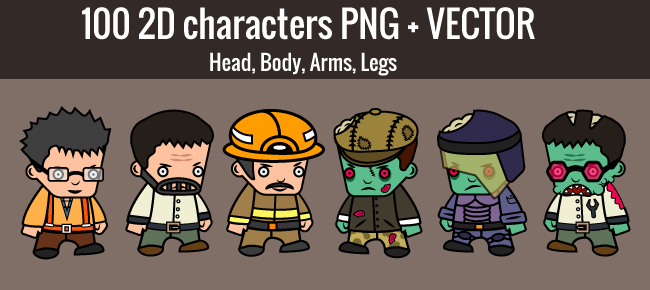 100 2D characters PNG + VECTOR
Head, Body, Arms, Legs